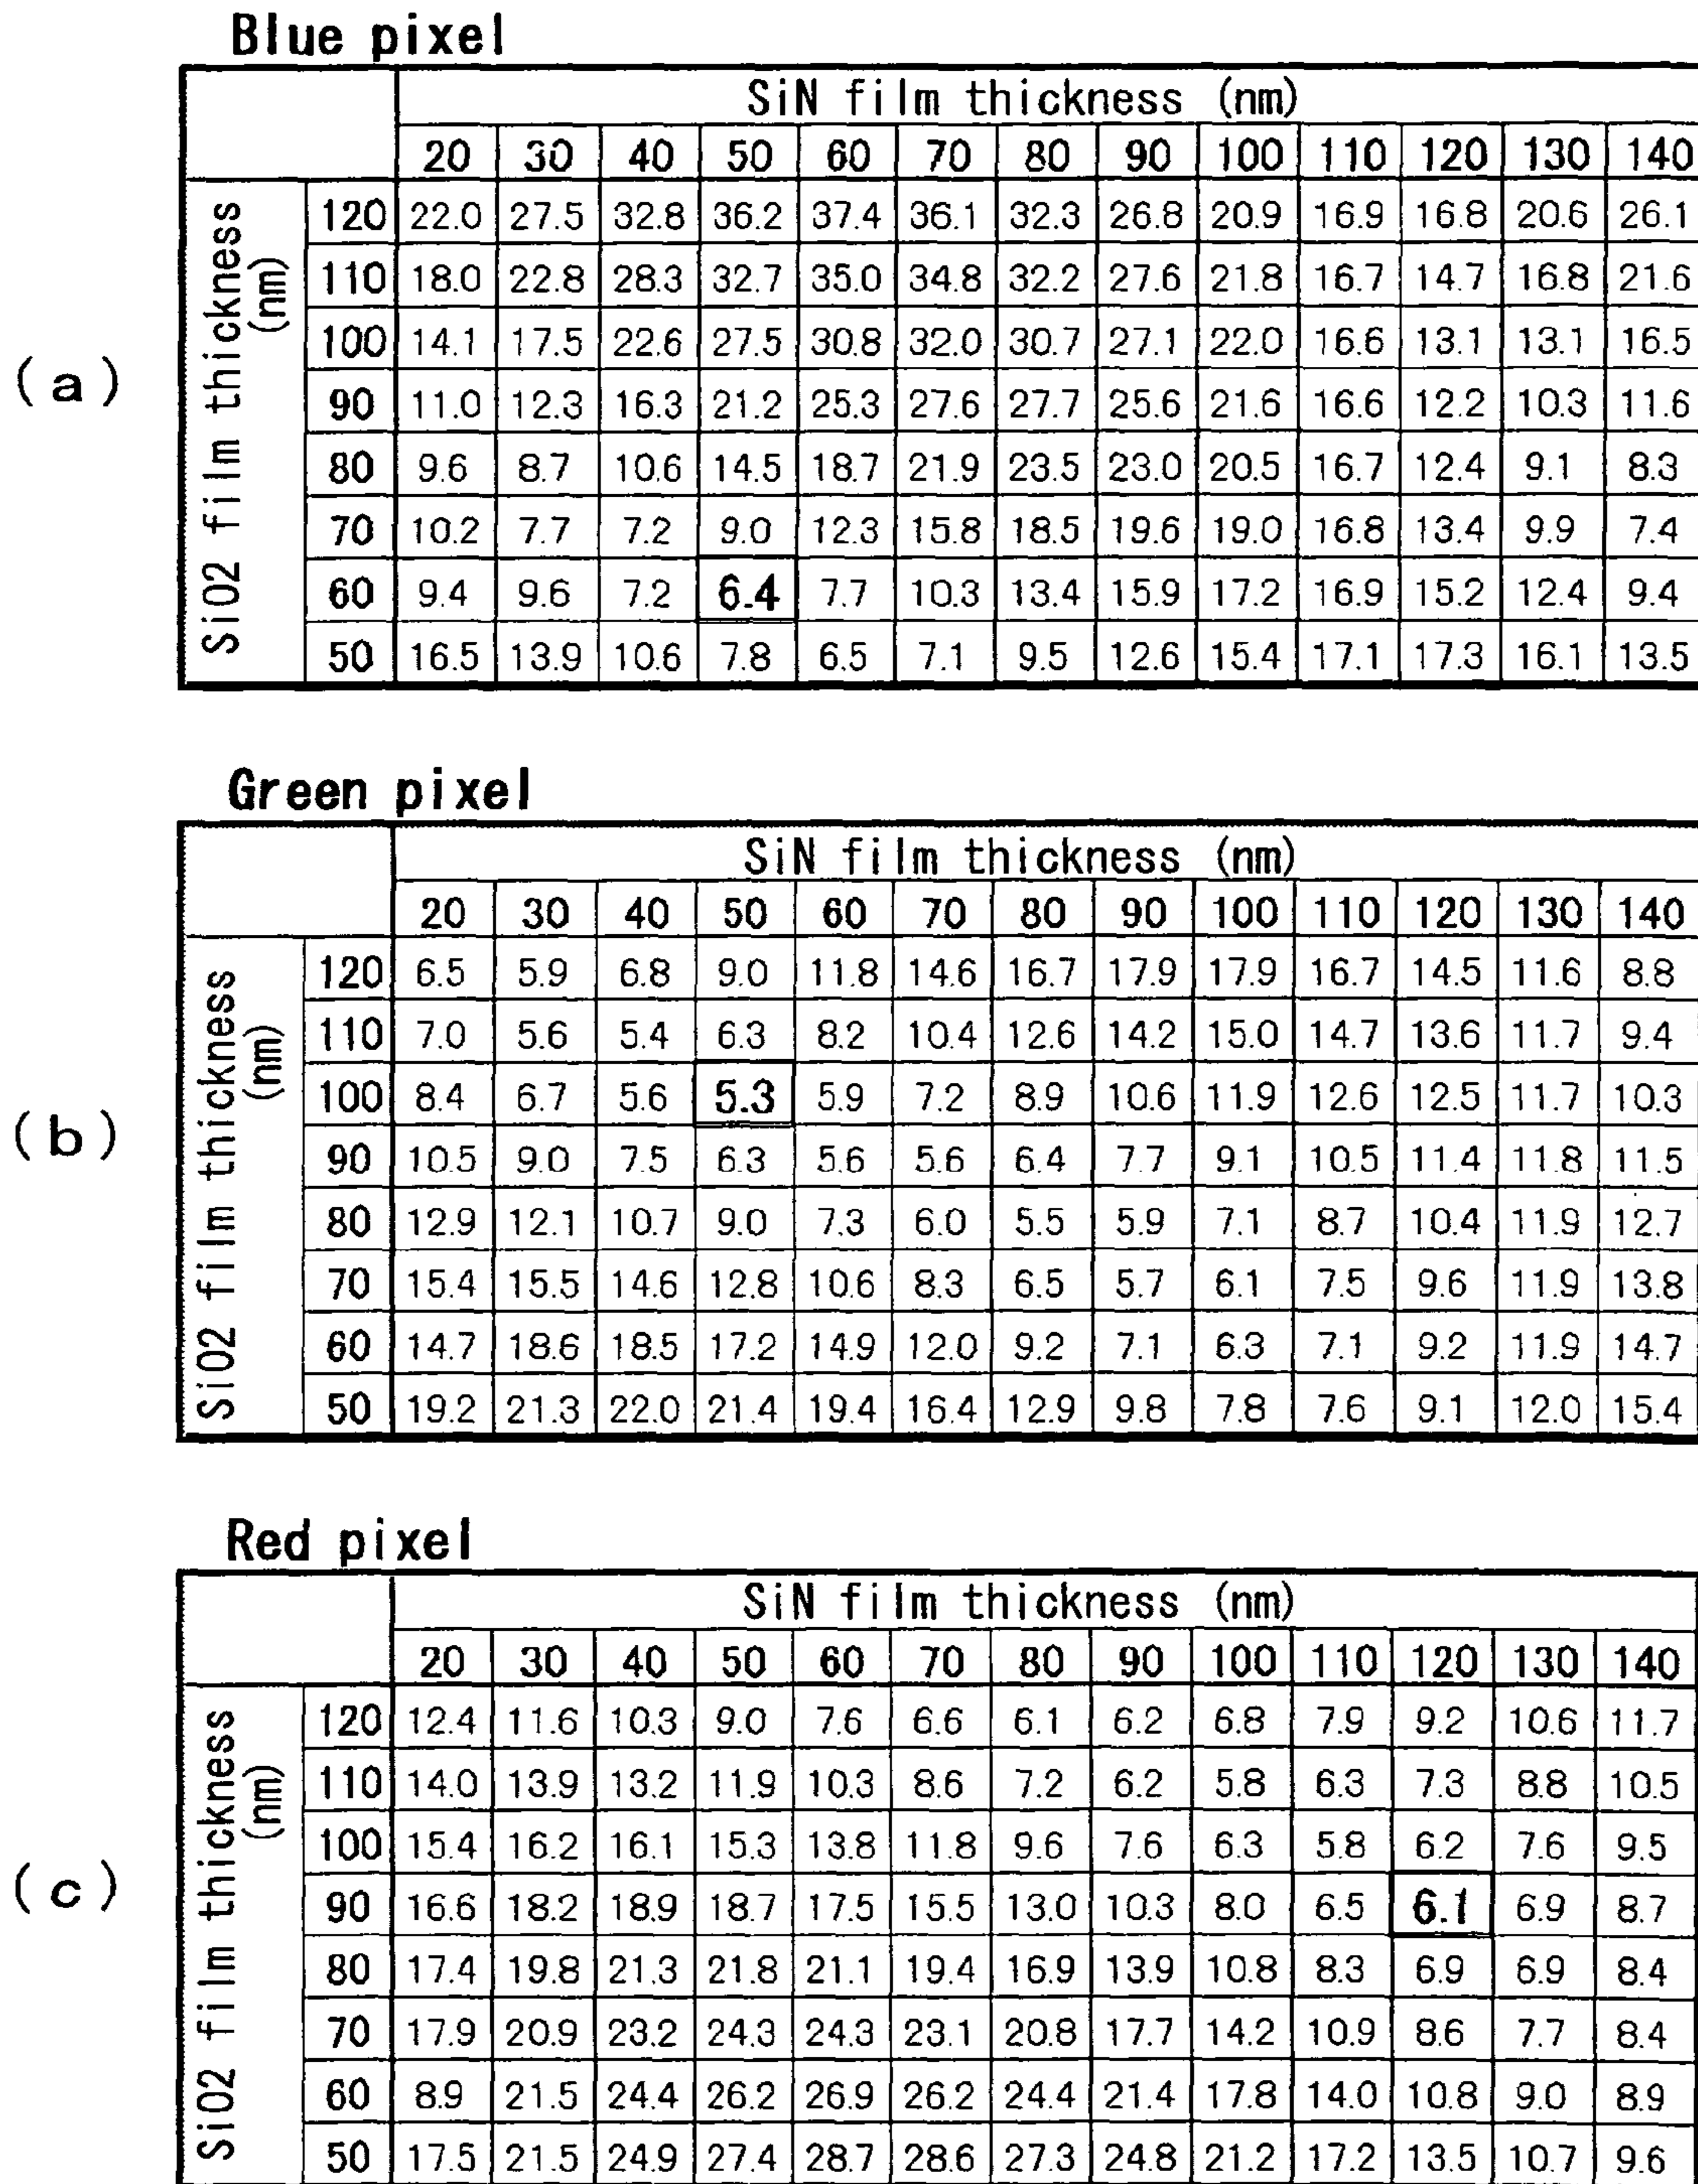 Blue pixel
SiN film thickness (nm)
20 30 40 50 60 70 80 90 100 110 120 130 140
(a)
SiO2 film thickness
(nm)
120 22.0 27.5 32.8 36.2 37.4 36.1 32.3 26.8 20.9 16.9 16.8 20.6 26.1
110 18.0 22.8 28.3 32.7 35.0 34.8 32.2 27.6 21.8 16.7 14.7 16.8 21.6
100 14.1 17.5 22.6 27.5 30.8 32.0 30.7 27.1 22.0 16.6 13.1 13.1 16.5
90 11.0 12.3 16.3 21.2 25.3 27.6 27.7 25.6 21.6 16.6 12.2 10.3 11.6
80 9.6 8.7 10.6 14.5 18.7 21.9 23.5 23.0 20.5 16.7 12.4 9.1 8.3
70 10.2 7.7 7.2 9.0 12.3 15.8 18.5 19.6 19.0 16.8 13.4 9.9 7.4
60 9.4 9.6 7.2 6.4 7.7 10.3 13.4 15.9 17.2 16.9 15.2 12.4 9.4
50 16.5 13.9 10.6 7.8 6.5 7.1 9.5 12.6 15.4 17.1 17.3 16.1 13.5
Green pixel
SiN film thickness (nm)
20 30 40 50 60 70 80 90 100 110 120 130 140
(b)
SiO2 film thickness
(nm)
120 6.5 5.9 6.8 9.0 11.8 14.6 16.7 17.9 17.9 16.7 14.5 11.6 8.8
110 7.0 5.6 5.4 6.3 8.2 10.4 12.6 14.2 15.0 14.7 13.6 11.7 9.4
100 8.4 6.7 5.6 5.3 5.9 7.2 8.9 10.6 11.9 12.6 12.5 11.7 10.3
90 10.5 9.0 7.5 6.3 5.6 5.6 6.4 7.7 9.1 10.5 11.4 11.8 11.5
80 12.9 12.1 10.7 9.0 7.3 6.0 5.5 5.9 7.1 8.7 10.4 11.9 12.7
70 15.4 15.5 14.6 12.8 10.6 8.3 6.5 5.7 6.1 7.5 9.6 11.9 13.8
60 14.7 18.6 18.5 17.2 14.9 12.0 9.2 7.1 6.3 7.1 9.2 11.9 14.7
50 19.2 21.3 22.0 21.4 19.4 16.4 12.9 9.8 7.8 7.6 9.1 12.0 15.4
Red pixel
SiN film thickness (nm)
20 30 40 50 60 70 80 90 100 110 120 130 140
(c)
SiO2 film thickness
(nm)
120 12.4 11.6 10.3 9.0 7.6 6.6 6.1 6.2 6.8 7.9 9.2 10.6 11.7
110 14.0 13.9 13.2 11.9 10.3 8.6 7.2 6.2 5.8 6.3 7.3 8.8 10.5
100 15.4 16.2 16.1 15.3 13.8 11.8 9.6 7.6 6.3 5.8 6.2 7.6 9.5
90 16.6 18.2 18.9 18.7 17.5 15.5 13.0 10.3 8.0 6.5 6.1 6.9 8.7
80 17.4 19.8 21.3 21.8 21.1 19.4 16.9 13.9 10.8 8.3 6.9 6.9 8.4
70 17.9 20.9 23.2 24.3 24.3 23.1 20.8 17.7 14.2 10.9 8.6 7.7 8.4
60 8.9 21.5 24.4 26.2 26.9 26.2 24.4 21.4 17.8 14.0 10.8 9.0 8.9
50 17.5 21.5 24.9 27.4 28.7 28.6 27.3 24.8 21.2 17.2 13.5 10.7 9.6